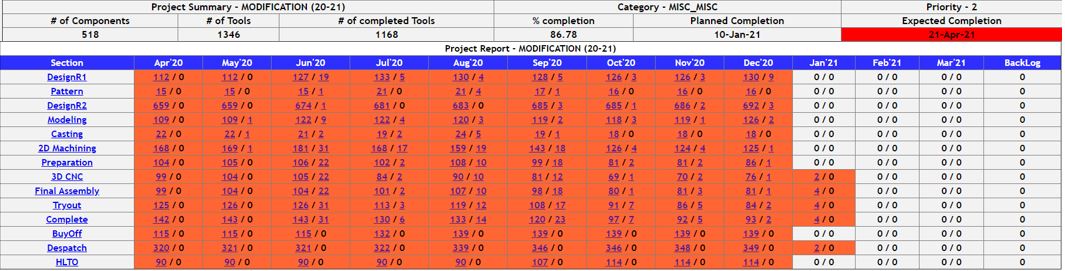 Project Summary - MODIFICATION (20-21) Category - MISC_MISC Priority - 2
# of Components # of Tools # of completed Tools % completion Planned Completion Expected Completion
518 1346 1168 86.78 10-Jan-21 21-Apr-21
Project Report - MODIFICATION (20-21)
Section Apr'20 May'20 Jun'20 Jul'20 Aug'20 Sep'20 Oct'20 Nov'20 Dec'20 Jan'21 Feb'21 Mar'21 BackLog
DesignR1 112 / 0 112 / 0 127 / 19 133 / 5 130 / 4 128 / 5 126 / 3 126 / 3 130 / 9 0 / 0 0 / 0 0 / 0 0
Pattern 15 / 0 15 / 0 15 / 1 21 / 0 21 / 4 17 / 1 16 / 0 16 / 0 16 / 0 0 / 0 0 / 0 0 / 0 0
DesignR2 659 / 0 659 / 0 674 / 1 681 / 0 683 / 0 685 / 3 685 / 1 686 / 2 692 / 3 0 / 0 0 / 0 0 / 0 0
Modeling 109 / 0 109 / 1 122 / 9 122 / 4 120 / 3 119 / 2 118 / 3 119 / 1 126 / 2 0 / 0 0 / 0 0 / 0 0
Casting 22 / 0 22 / 1 21 / 2 19 / 2 24 / 5 19 / 1 18 / 0 18 / 0 18 / 0 0 / 0 0 / 0 0 / 0 0
2D Machining 168 / 0 169 / 1 181 / 31 168 / 17 159 / 19 143 / 18 126 / 4 124 / 4 125 / 1 0 / 0 0 / 0 0 / 0 0
Preparation 104 / 0 105 / 0 106 / 22 102 / 2 108 / 10 99 / 18 81 / 2 81 / 2 86 / 1 0 / 0 0 / 0 0 / 0 0
3D CNC 99 / 0 104 / 0 105 / 22 84 / 2 90 / 10 81 / 12 69 / 1 70 / 2 76 / 1 2 / 0 0 / 0 0 / 0 0
Final Assembly 99 / 0 104 / 0 104 / 22 101 / 2 107 / 10 98 / 18 80 / 1 81 / 1 81 / 1 4 / 0 0 / 0 0 / 0 0
Tryout 125 / 0 126 / 0 126 / 31 113 / 3 119 / 12 108 / 17 91 / 7 86 / 5 84 / 2 4 / 0 0 / 0 0 / 0 0
Complete 142 / 0 143 / 0 143 / 31 130 / 6 133 / 14 120 / 23 97 / 7 92 / 5 93 / 2 4 / 0 0 / 0 0 / 0 0
BuyOff 115 / 0 115 / 0 115 / 0 132 / 0 139 / 0 139 / 0 139 / 0 139 / 0 139 / 0 0 / 0 0 / 0 0 / 0 0
Despatch 320 / 0 321 / 0 321 / 0 322 / 0 339 / 0 346 / 0 346 / 0 348 / 0 349 / 0 2 / 0 0 / 0 0 / 0 0
HLTO 90 / 0 90 / 0 90 / 0 90 / 0 90 / 0 107 / 0 114 / 0 114 / 0 114 / 0 0 / 0 0 / 0 0 / 0 0